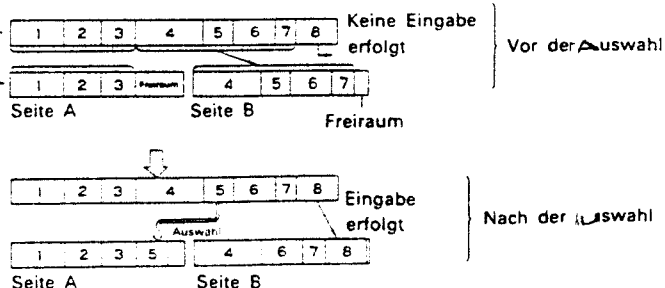 1 2 3 4 5 6 7 8 Keine Eingabe
erfolgt
Vor der Auswahl
1 2 3 Freiraum 4 5 6 7
Seite A Seite B
Freiraum
1 2 3 4 5 6 7 8 Eingabe
erfolgt
Nach der Auswahl
Auswahl
1 2 3 5 4 6 7 8
Seite A Seite B